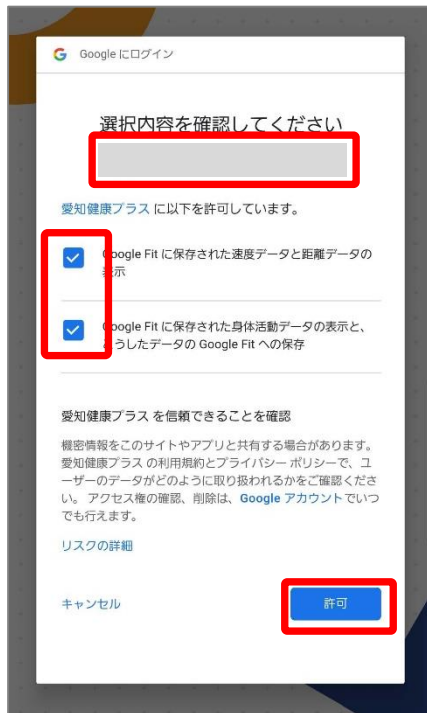 Google にログイン
選択内容を確認してください
愛知健康プラス に以下を許可しています。
Google Fit に保存された速度データと距離データの
表示
Google Fit に保存された身体活動データの表示と、
こうしたデータの Google Fit への保存
愛知健康プラス を信頼できることを確認
機密情報をこのサイトやアプリと共有する場合があります。
愛知健康プラス の利用規約とプライバシー ポリシーで、ユ
ーザーのデータがどのように取り扱われるかをご確認くださ
い。 アクセス権の確認、削除は、Google アカウントでいつ
でも行えます。
リスクの詳細
キャンセル
許可